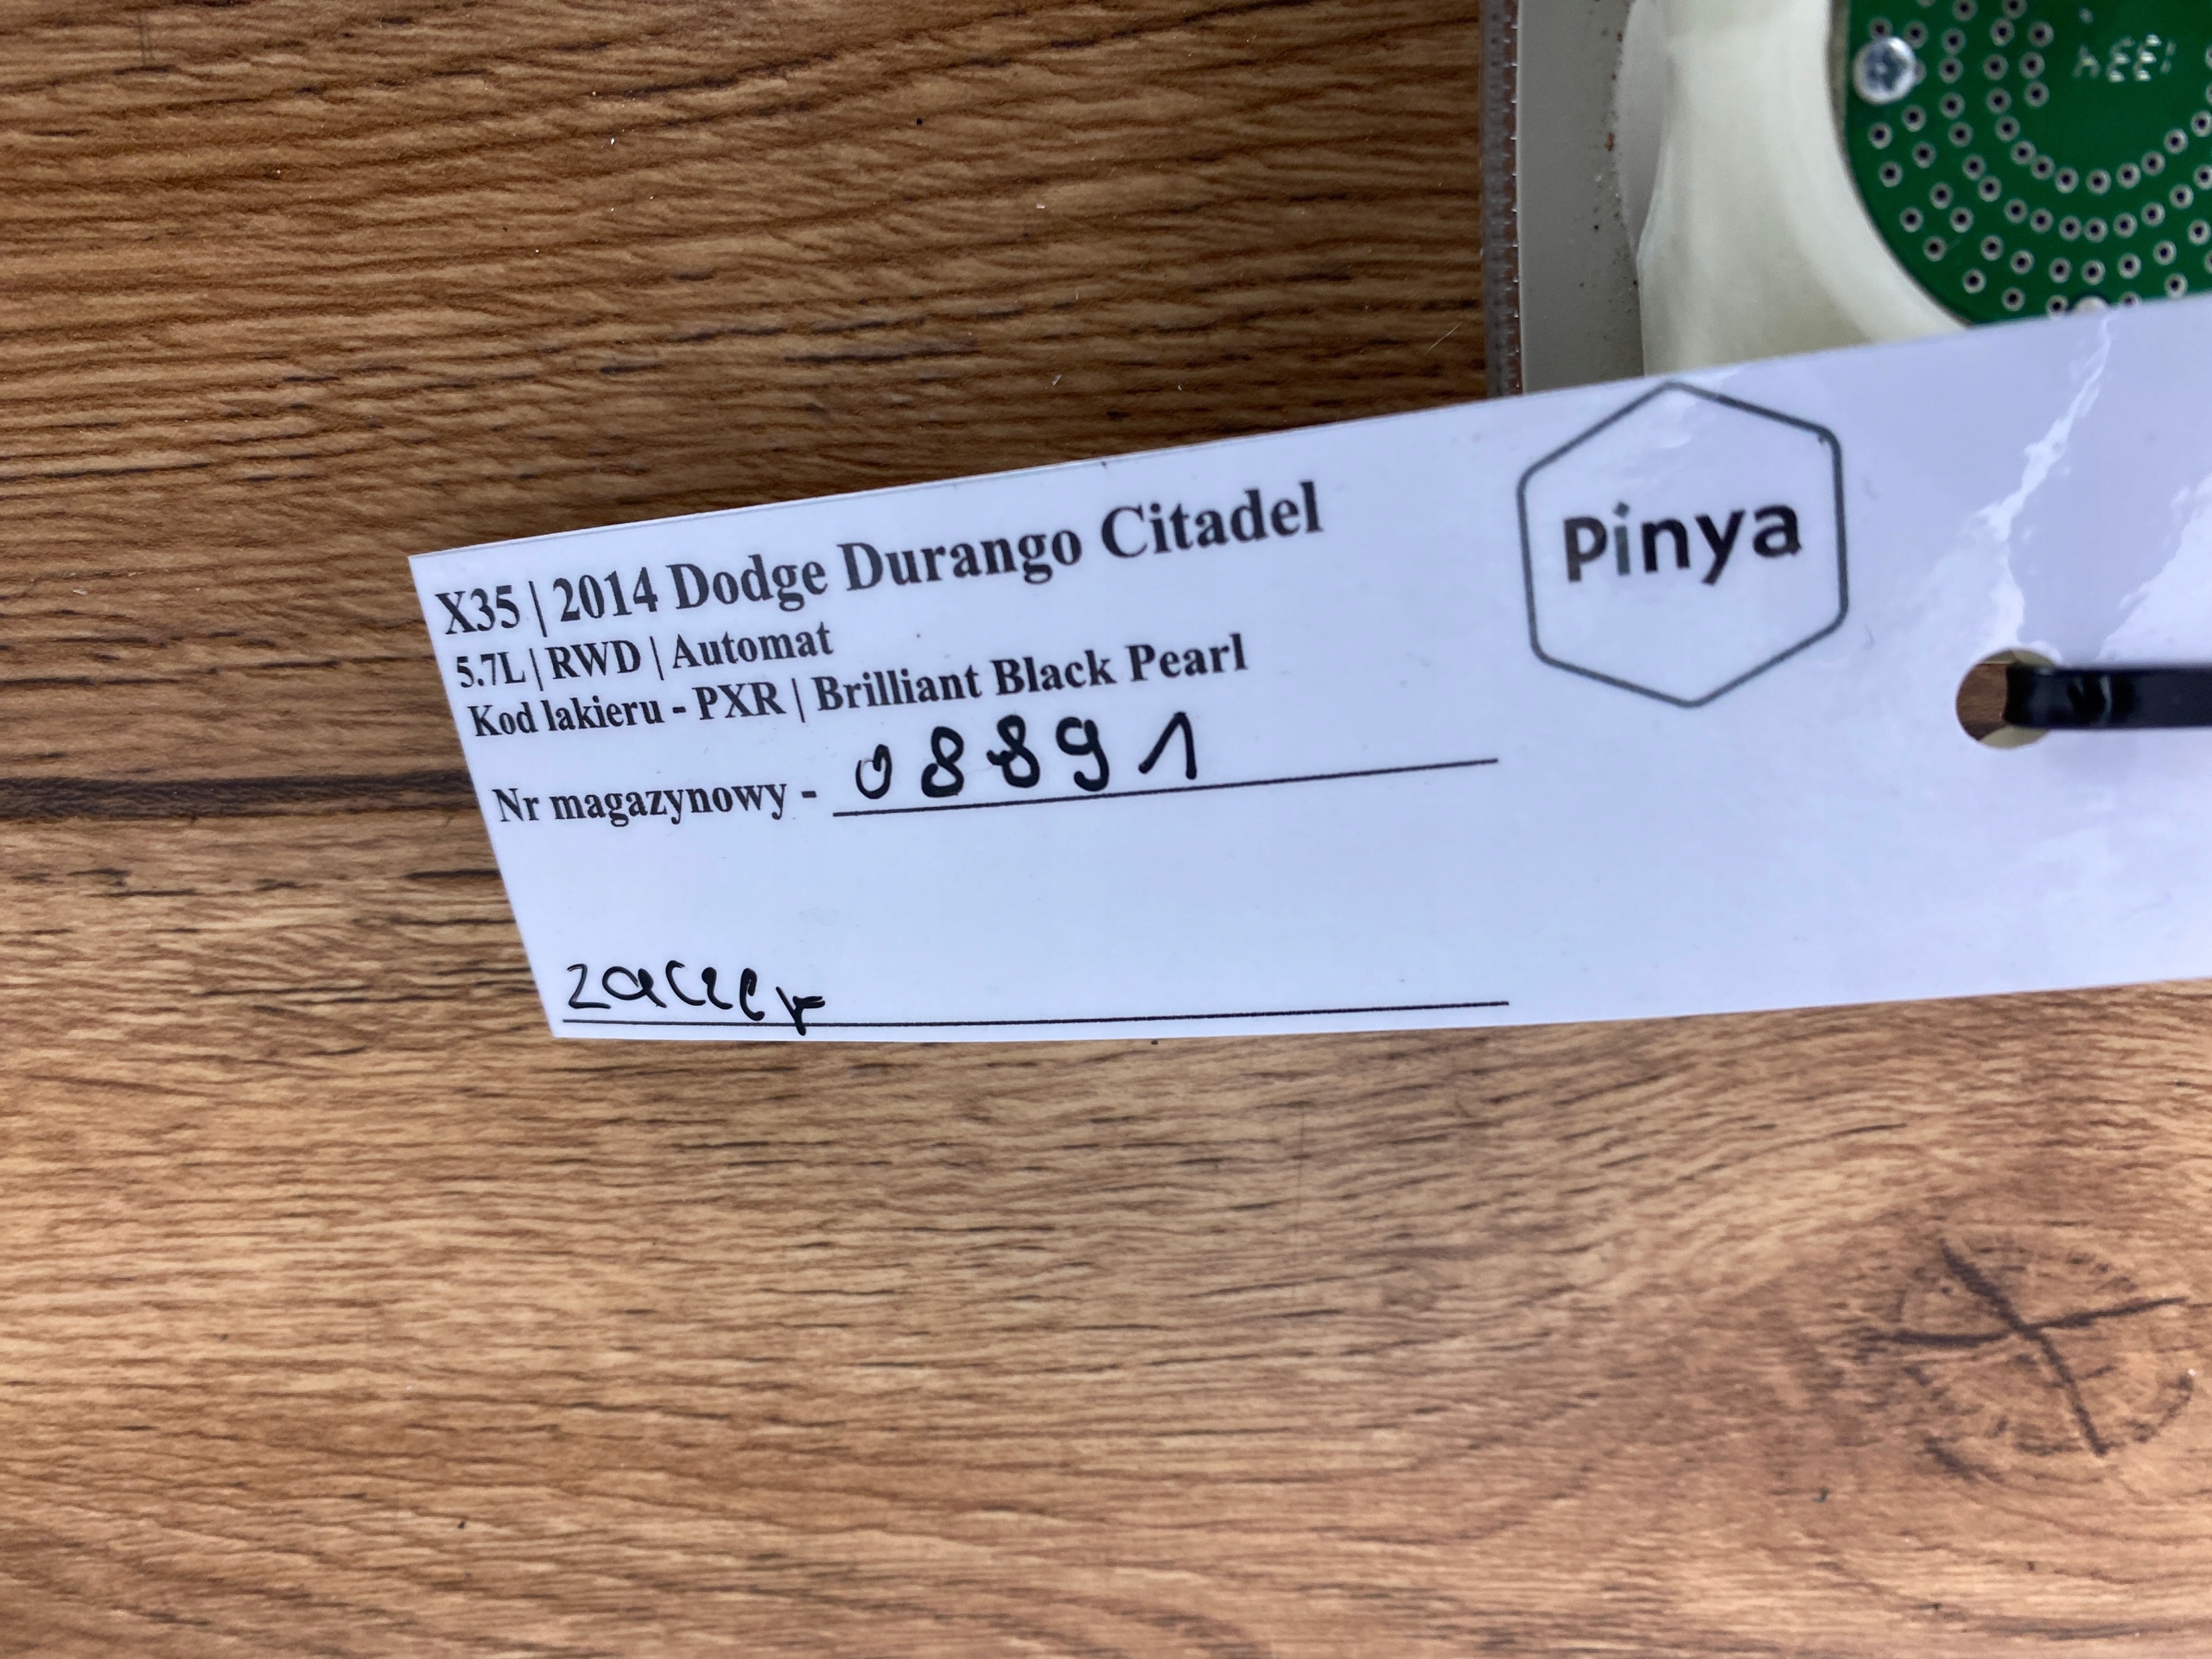 X35 | 2014 Dodge Durango Citadel
5.7L | RWD | Automat
Kod lakieru - PXR | Brilliant Black Pearl
Nr magazynowy - 08891
Pinya